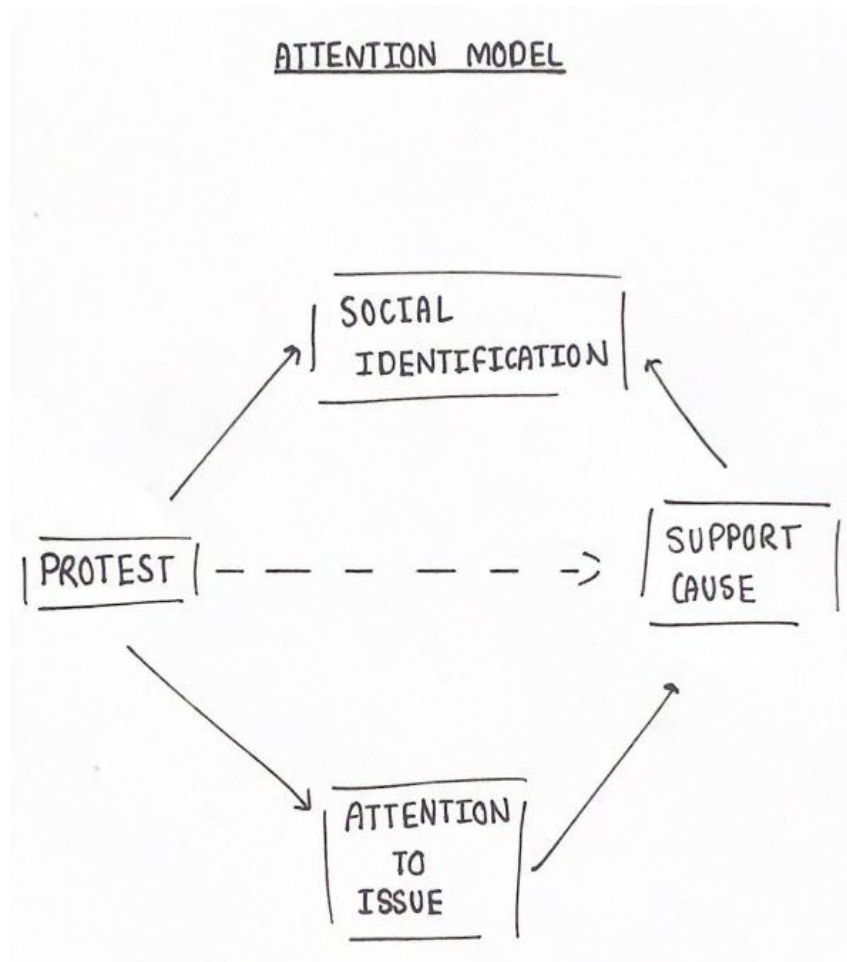 ATTENTION MODEL
SOCIAL
IDENTIFICATION
PROTEST
SUPPORT
CAUSE
ATTENTION
TO
ISSUE